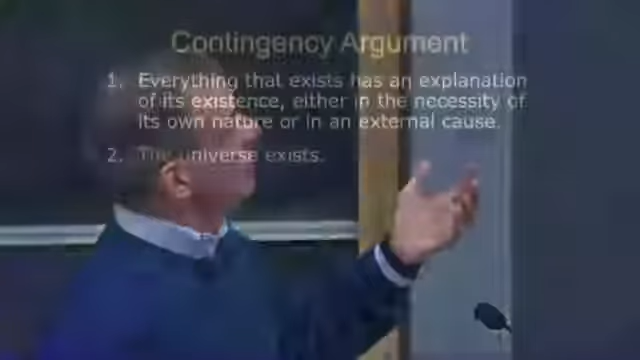 Contingency Argument
1. Everything that exists has an explanation
of its existence, either in the necessity of
its own nature or in an external cause.
2. The universe exists.